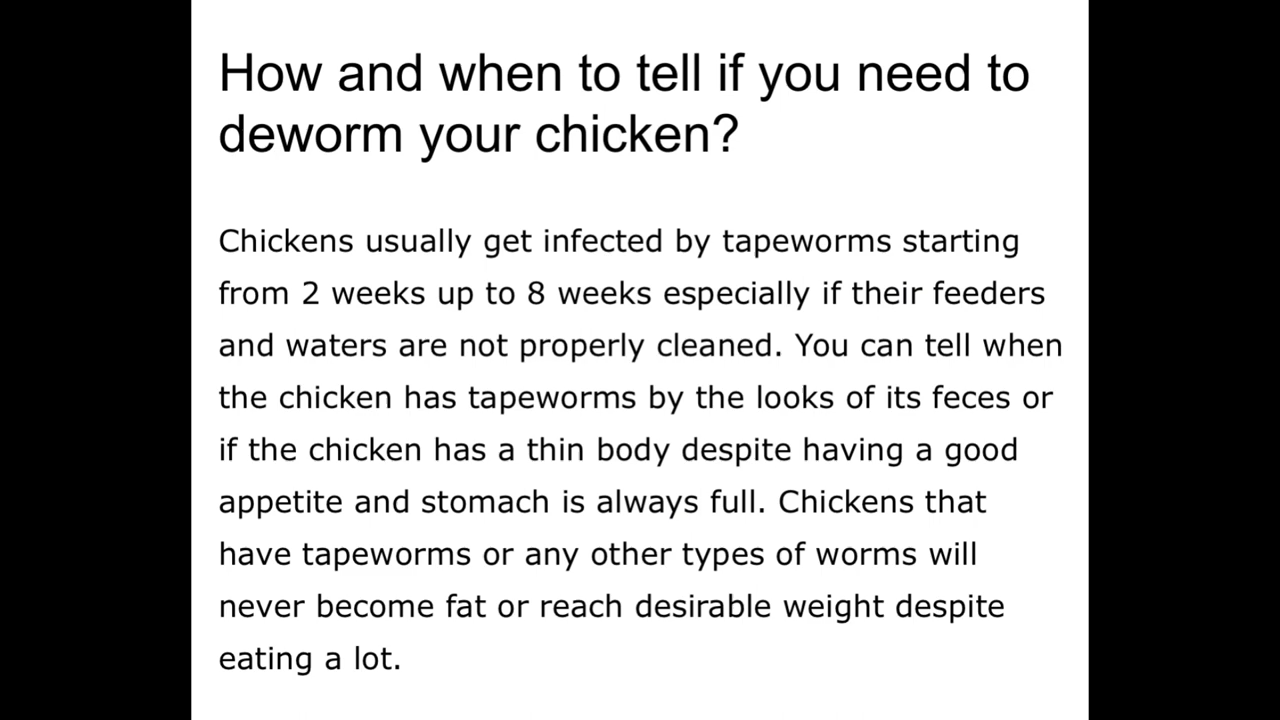 How and when to tell if you need to
deworm your chicken?
Chickens usually get infected by tapeworms starting
from 2 weeks up to 8 weeks especially if their feeders
and waters are not properly cleaned. You can tell when
the chicken has tapeworms by the looks of its feces or
if the chicken has a thin body despite having a good
appetite and stomach is always full. Chickens that
have tapeworms or any other types of worms will
never become fat or reach desirable weight despite
eating a lot.